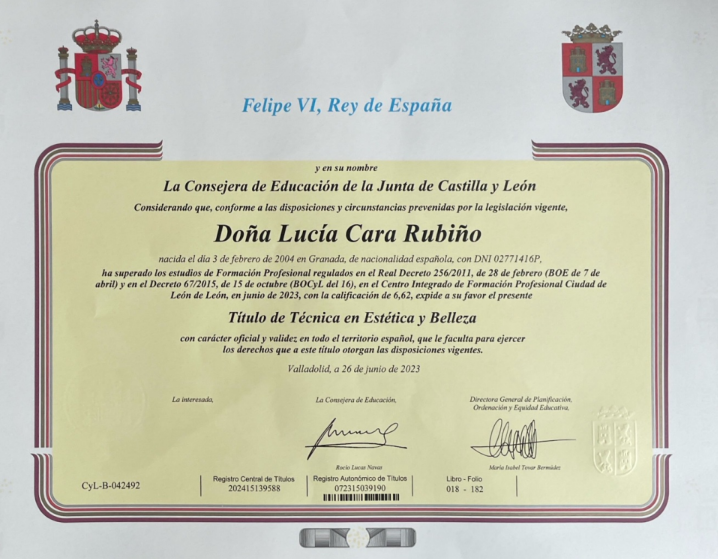 Felipe VI, Rey de España
y en su nombre
La Consejera de Educación de la Junta de Castilla y León
Considerando que, conforme a las disposiciones y circunstancias prevenidas por la legislación vigente,
Doña Lucía Cara Rubiño
nacida el día 3 de febrero de 2004 en Granada, de nacionalidad española, con DNI 02771416P,
ha superado los estudios de Formación Profesional regulados en el Real Decreto 256/2011, de 28 de febrero (BOE de 7 de
abril) y en el Decreto 67/2015, de 15 de octubre (BOCyL del 16), en el Centro Integrado de Formación Profesional Ciudad de
León de León, en junio de 2023, con la calificación de 6,62, expide a su favor el presente
Título de Técnica en Estética y Belleza
con carácter oficial y validez en todo el territorio español, que le faculta para ejercer
los derechos que a este título otorgan las disposiciones vigentes.
Valladolid, a 26 de junio de 2023
La interesada,
La Consejera de Educación,
Directora General de Planificación,
Ordenación y Equidad Educativa,
Rocío Lucas Navas
María Isabel Tovar Bermúdez
CyL-B-042492
Registro Central de Títulos
202415139588
Registro Autonómico de Títulos
072315039190
Libro - Folio
018 - 182